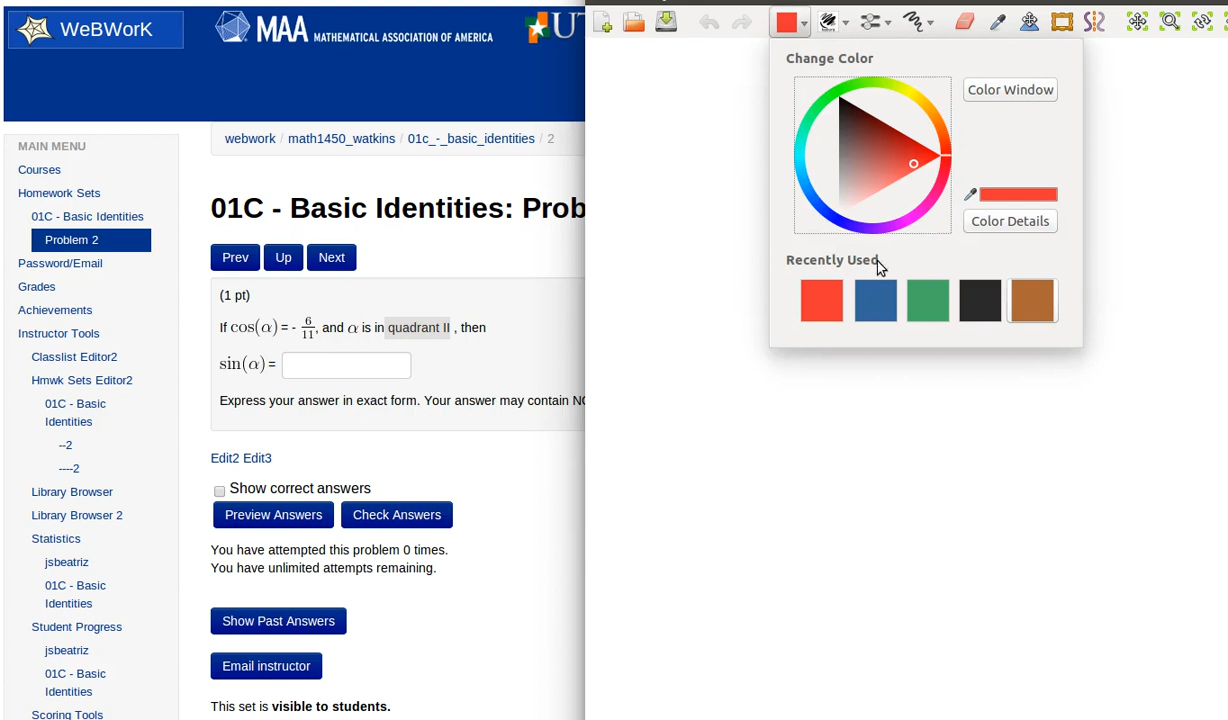 WeBWorK
MAA MATHEMATICAL ASSOCIATION OF AMERICA
MAIN MENU
Courses
Homework Sets
01C - Basic Identities
Problem 2
Password/Email
Grades
Achievements
Instructor Tools
Classlist Editor2
Hmwk Sets Editor2
01C - Basic
Identities
--2
----2
Library Browser
Library Browser 2
Statistics
jsbeatriz
01C - Basic
Identities
Student Progress
jsbeatriz
01C - Basic
Identities
Scoring Tools
webwork / math1450_watkins / 01c_-_basic_identities / 2
01C - Basic Identities: Prob
Prev Up Next
(1 pt)
If cos(α) = - 6/11, and α is in quadrant II , then
sin(α) =
Express your answer in exact form. Your answer may contain NO
Edit2 Edit3
Show correct answers
Preview Answers Check Answers
You have attempted this problem 0 times.
You have unlimited attempts remaining.
Show Past Answers
Email instructor
This set is visible to students.
Change Color
Color Window
Color Details
Recently Used